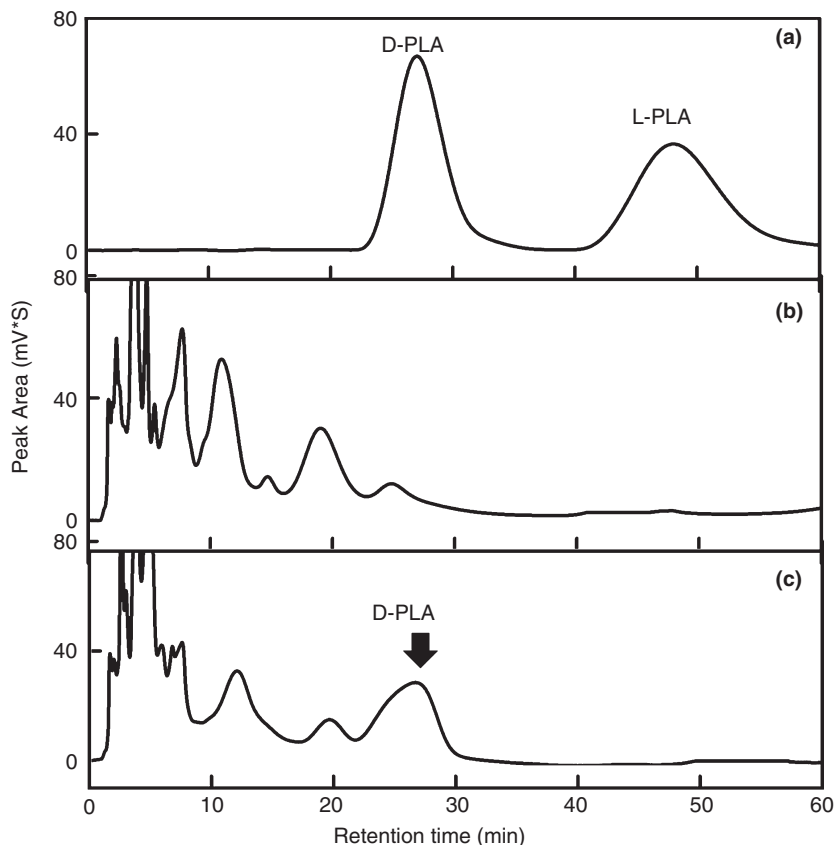 80
(a)
D-PLA
L-PLA
40
0
80
(b)
40
0
80
(c)
D-PLA
40
0
Peak Area (mV*S)
0 10 20 30 40 50 60
Retention time (min)